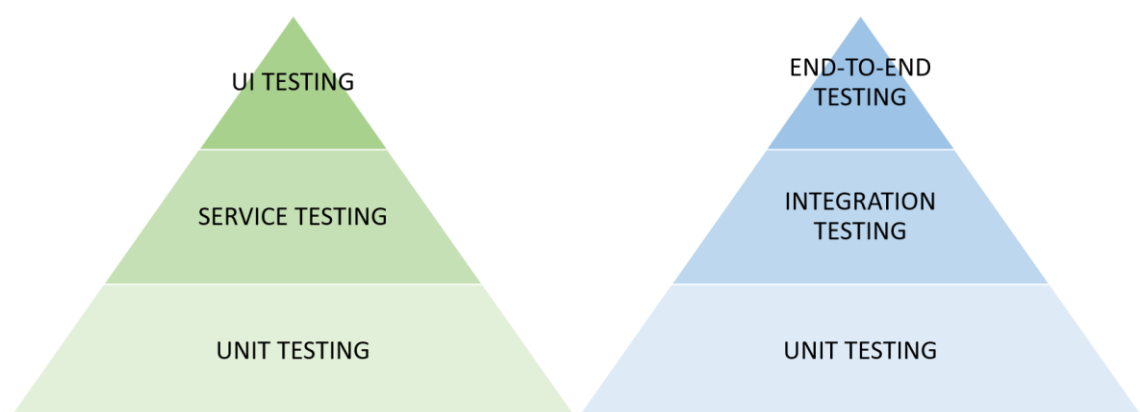 UI TESTING
SERVICE TESTING
UNIT TESTING
END-TO-END
TESTING
INTEGRATION
TESTING
UNIT TESTING